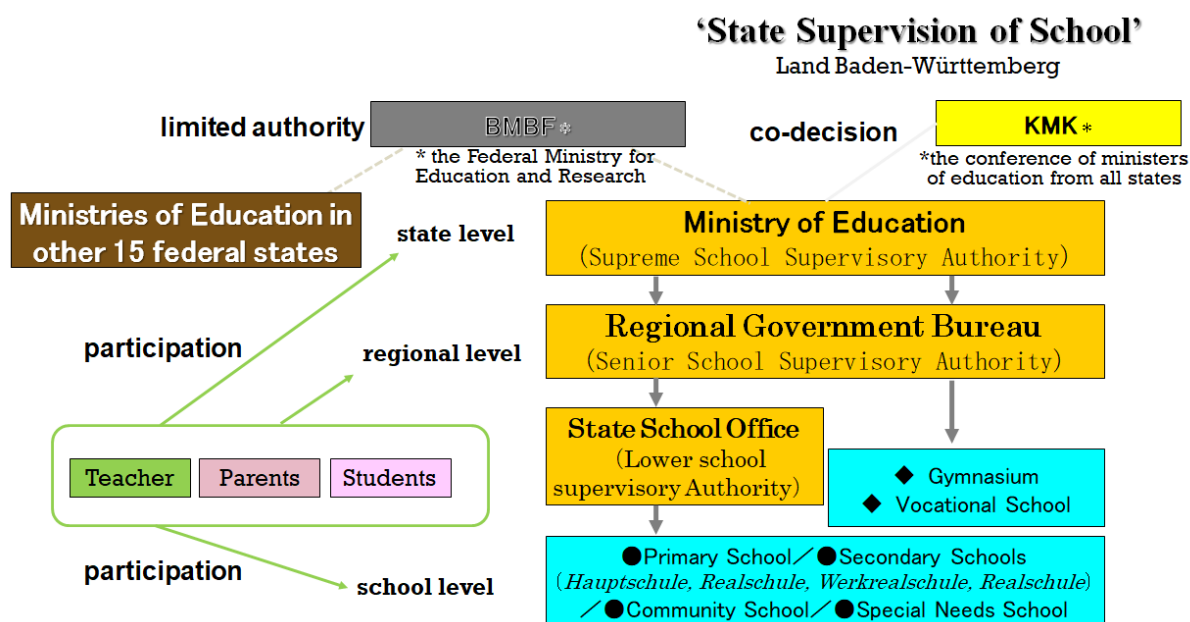 ‘State Supervision of School’
Land Baden-Württemberg
limited authority
BMBF*
* the Federal Ministry for
Education and Research
co-decision
KMK*
*the conference of ministers
of education from all states
Ministries of Education in
other 15 federal states
state level
Ministry of Education
(Supreme School Supervisory Authority)
participation
regional level
Regional Government Bureau
(Senior School Supervisory Authority)
Teacher
Parents
Students
State School Office
(Lower school
supervisory Authority)
◆ Gymnasium
◆ Vocational School
participation
school level
●Primary School／●Secondary Schools
(Hauptschule, Realschule, Werkrealschule, Realschule)
／●Community School／●Special Needs School